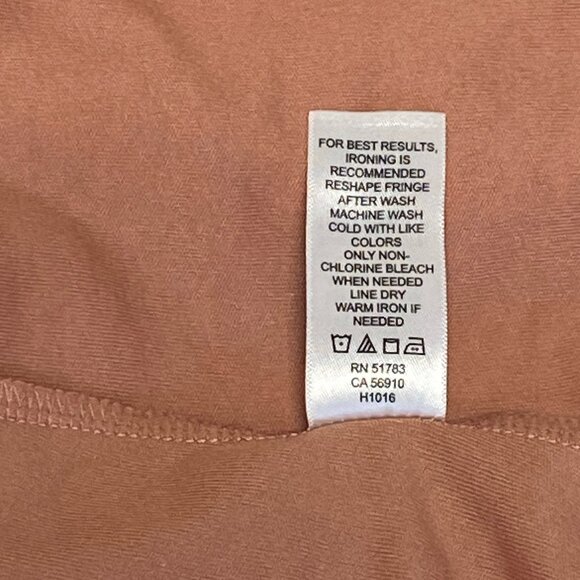 FOR BEST RESULTS,
IRONING IS
RECOMMENDED
RESHAPE FRINGE
AFTER WASH
MACHINE WASH
COLD WITH LIKE
COLORS
ONLY NON-
CHLORINE BLEACH
WHEN NEEDED
LINE DRY
WARM IRON IF
NEEDED
RN 51783
CA 56910
H1016